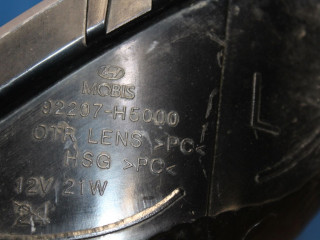 MOBIS
92207-H5000
OTR LENS >PC<
HSG >PC<
12V 21W
L